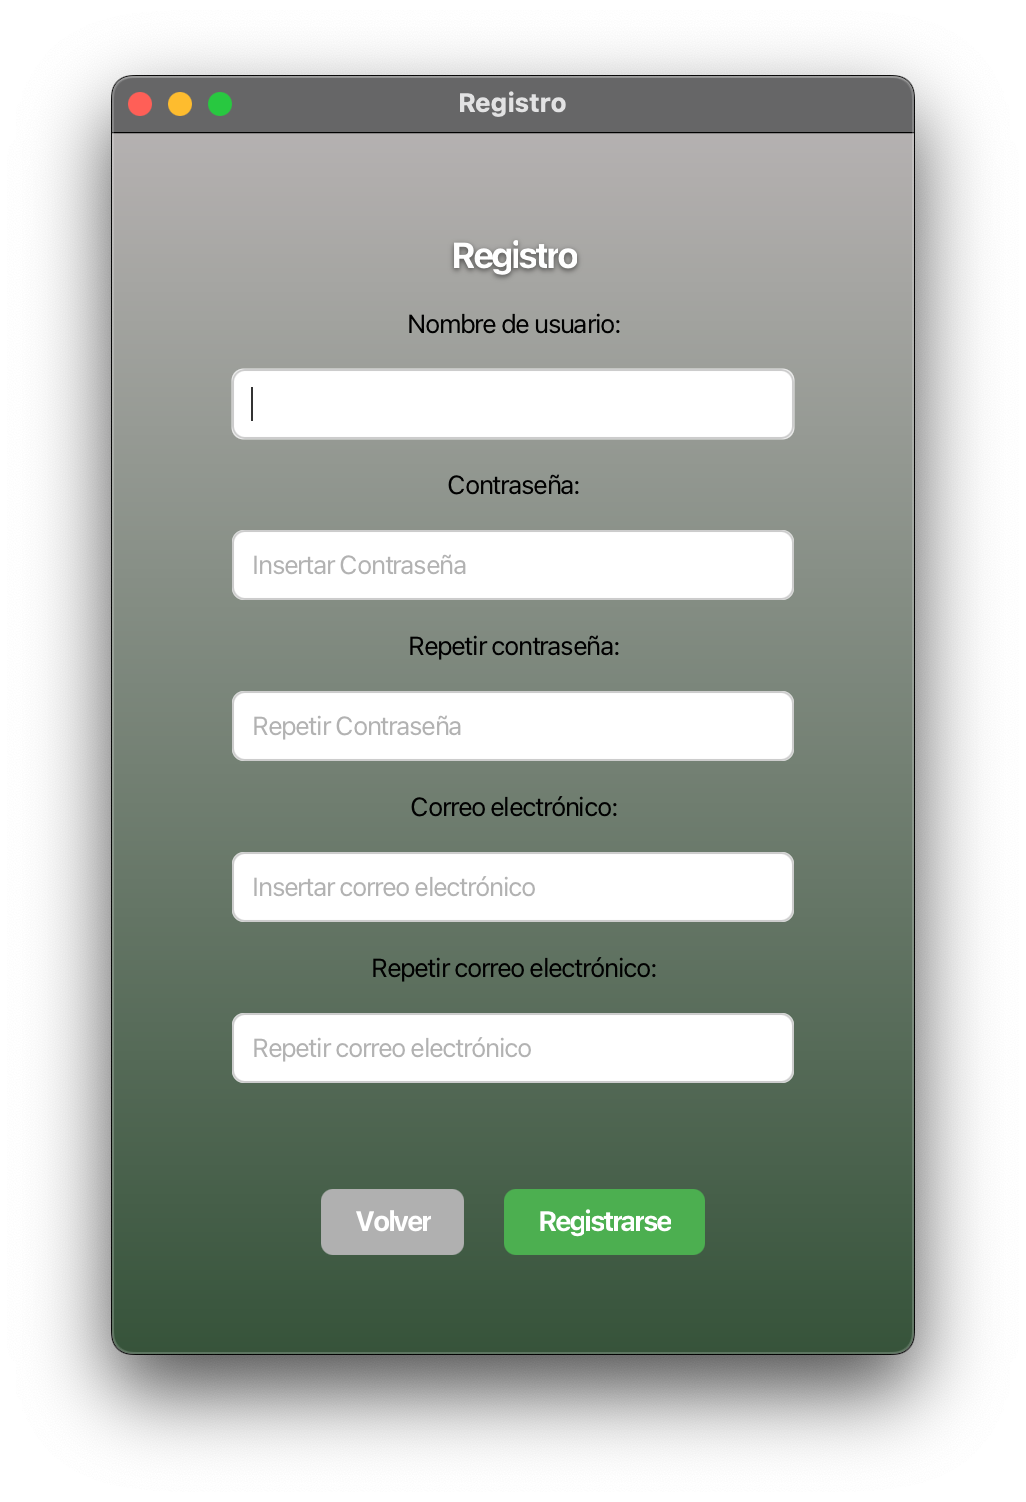 Registro
Registro
Nombre de usuario:
Contraseña:
Insertar Contraseña
Repetir contraseña:
Repetir Contraseña
Correo electrónico:
Insertar correo electrónico
Repetir correo electrónico:
Repetir correo electrónico
Volver Registrarse